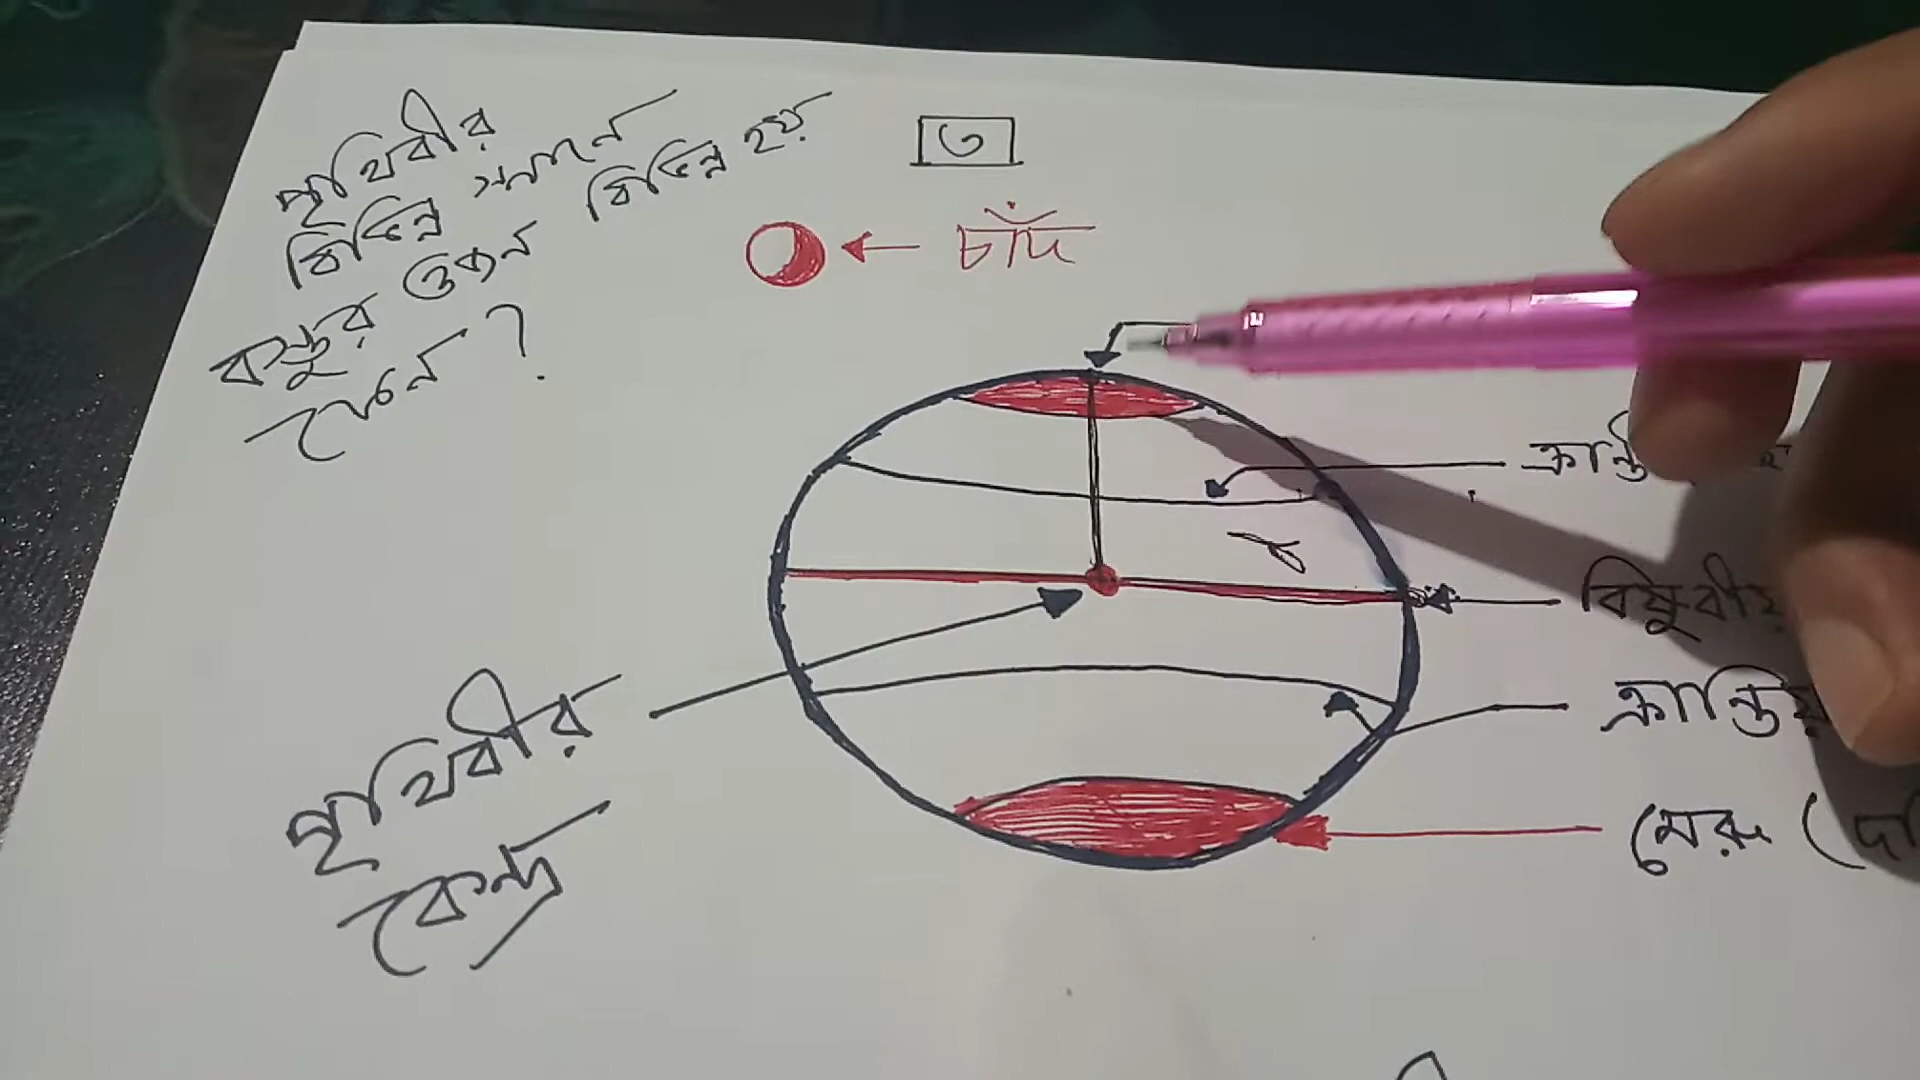 পৃথিবীর
বিভিন্ন স্থানে
বস্তুর ওজন বিভিন্ন হয়
কেন ?
৩
চাঁদ
ক্রান্তি
বিষুবীয়
ক্রান্তিয়
মেরু (দ
পৃথিবীর
কেন্দ্র